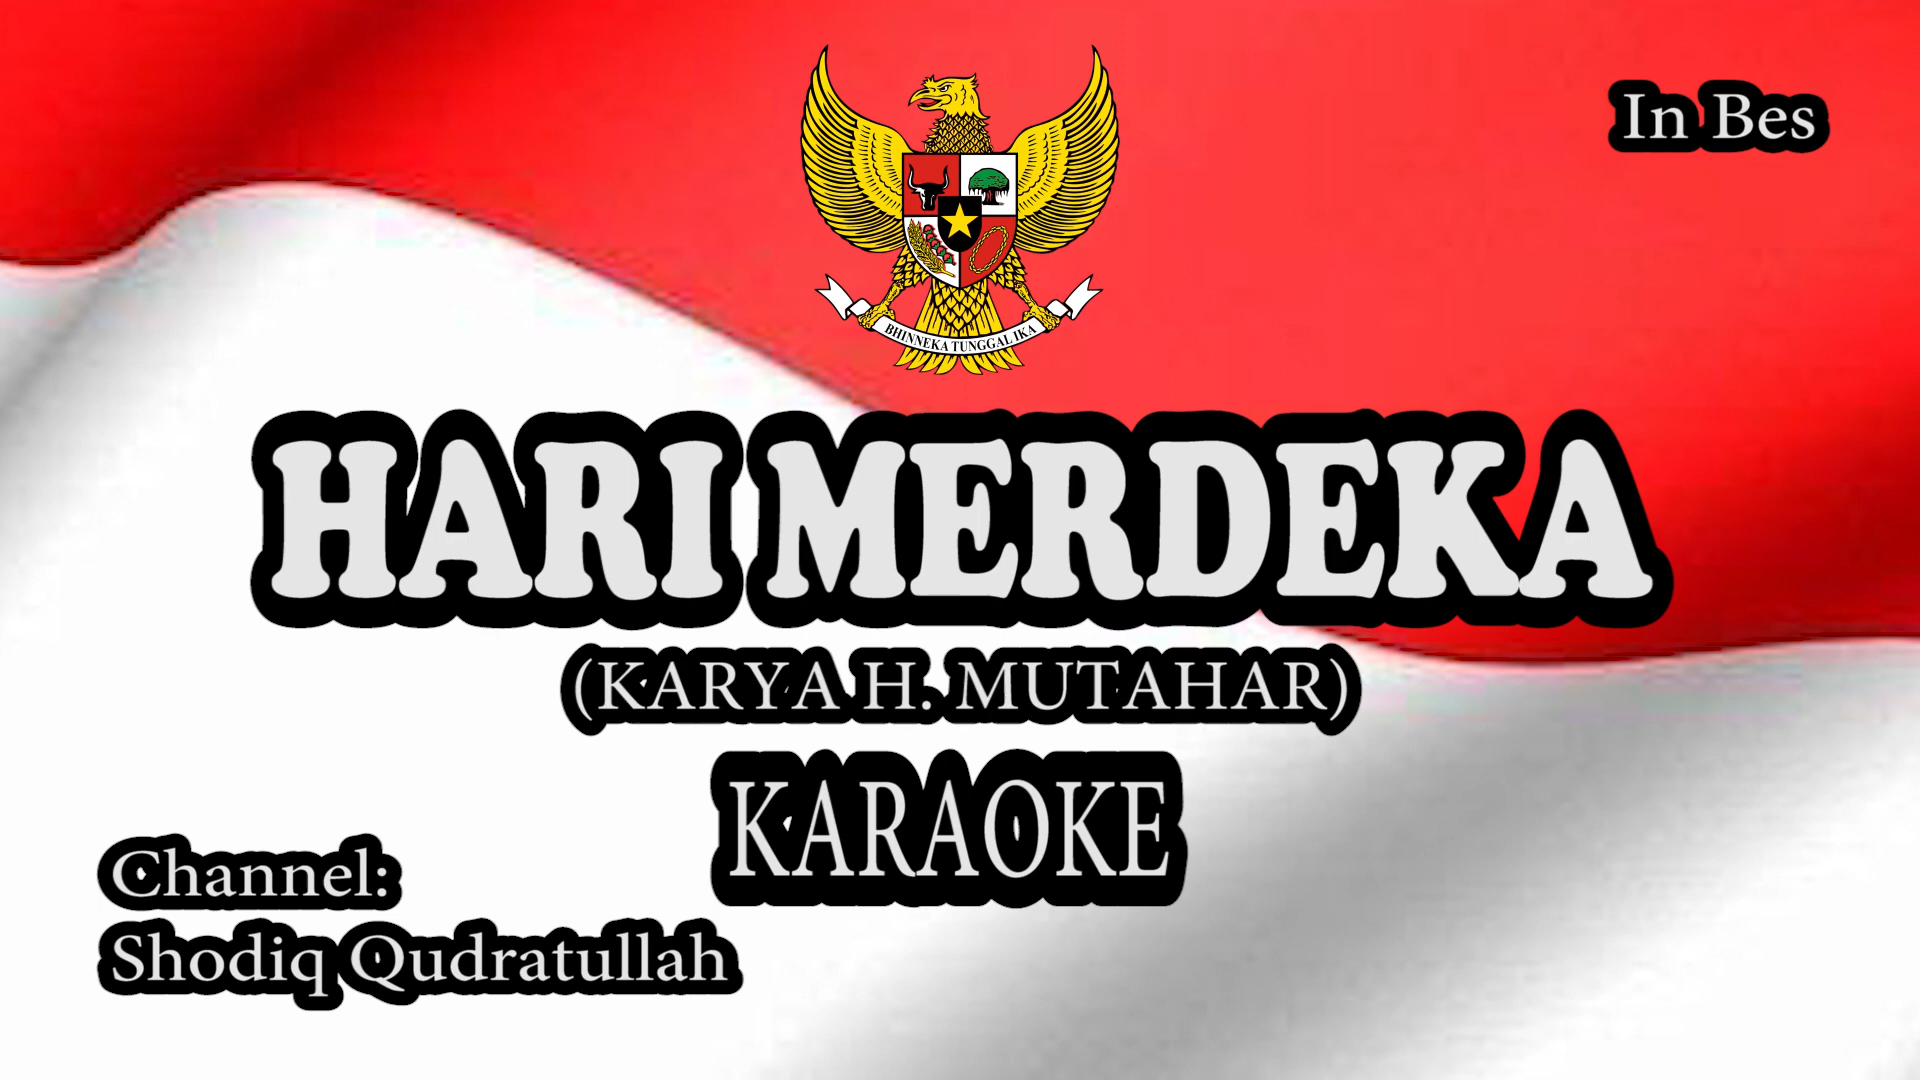 In Bes
BHINNEKA TUNGGAL IKA
HARI MERDEKA
(KARYA H. MUTAHAR)
KARAOKE
Channel:
Shodiq Qudratullah